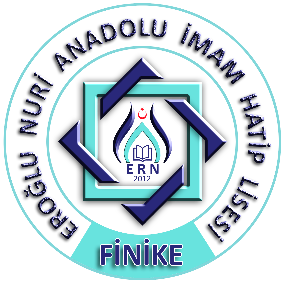 EROĞLU NURİ ANADOLU İMAM HATİP LİSESİ
ERN
2012
FİNİKE